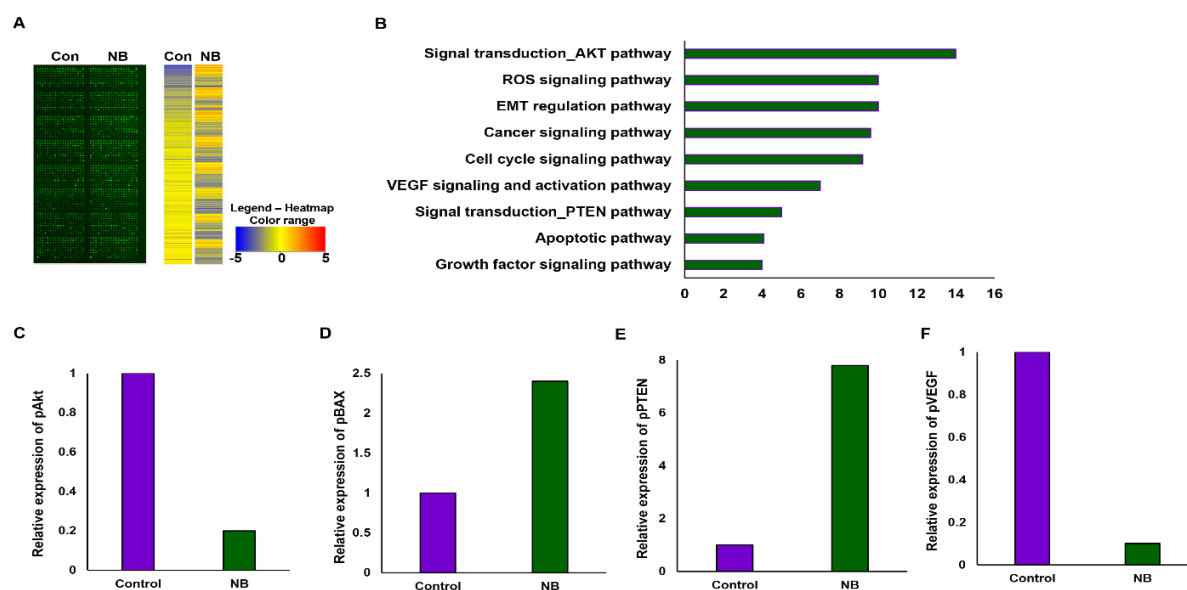 A
Con NB
Con NB
Legend – Heatmap
Color range
-5 0 5
B
Signal transduction_AKT pathway
ROS signaling pathway
EMT regulation pathway
Cancer signaling pathway
Cell cycle signaling pathway
VEGF signaling and activation pathway
Signal transduction_PTEN pathway
Apoptotic pathway
Growth factor signaling pathway
0 2 4 6 8 10 12 14 16
C
Relative expression of pAkt
1
0.8
0.6
0.4
0.2
0
Control NB
D
Relative expression of pBAX
2.5
2
1.5
1
0.5
0
Control NB
E
Relative expression of pPTEN
8
6
4
2
0
Control NB
F
Relative expression of pVEGF
1
0.8
0.6
0.4
0.2
0
Control NB